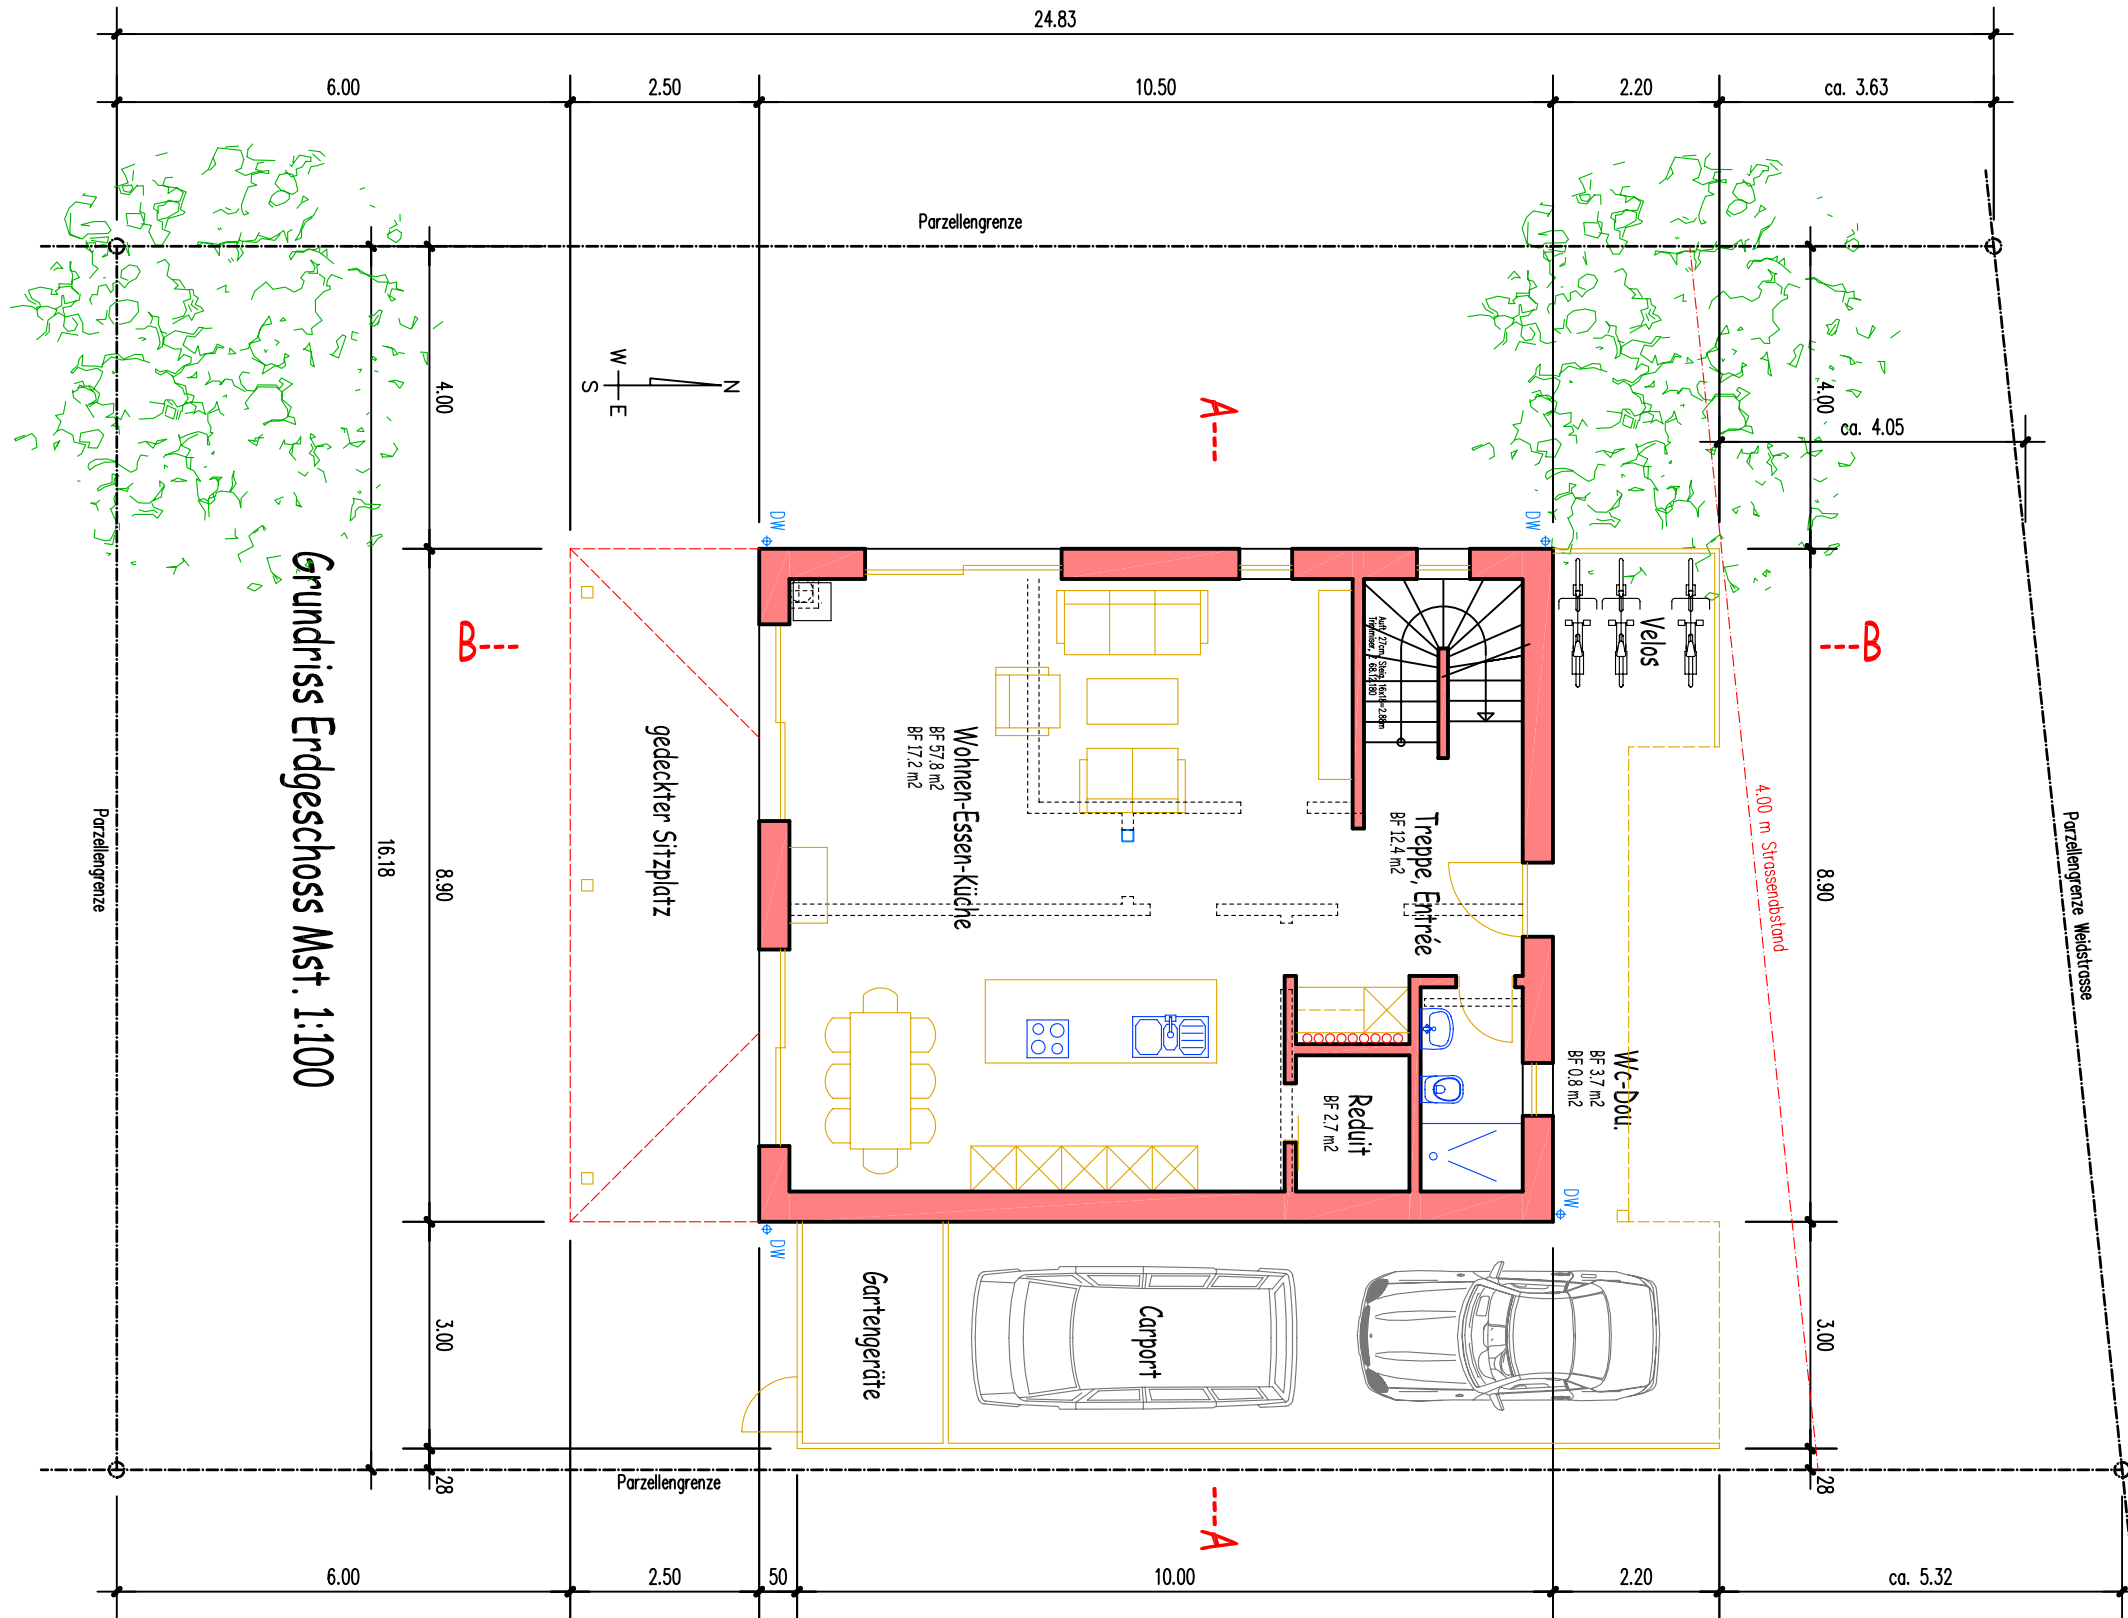 24.83
6.00
2.50
10.50
2.20
ca. 3.63
Parzellengrenze
4.00
4.00
ca. 4.05
N
W
E
S
A
DW
DW
B
B
Velos
Grundriss Erdgeschoss Mst. 1:100
gedeckter Sitzplatz
Wohnen-Essen-Küche
BF 57.8 m2
BF 17.2 m2
Treppe, Entrée
BF 12.4 m2
4.00 m Strassenabstand
Parzellengrenze Weidstrasse
Parzellengrenze
16.18
8.90
8.90
Wc-Dou.
BF 3.7 m2
BF 0.8 m2
Reduit
BF 2.7 m2
DW
DW
Gartengeräte
Carport
3.00
3.00
28
28
Parzellengrenze
A
6.00
2.50
50
10.00
2.20
ca. 5.32